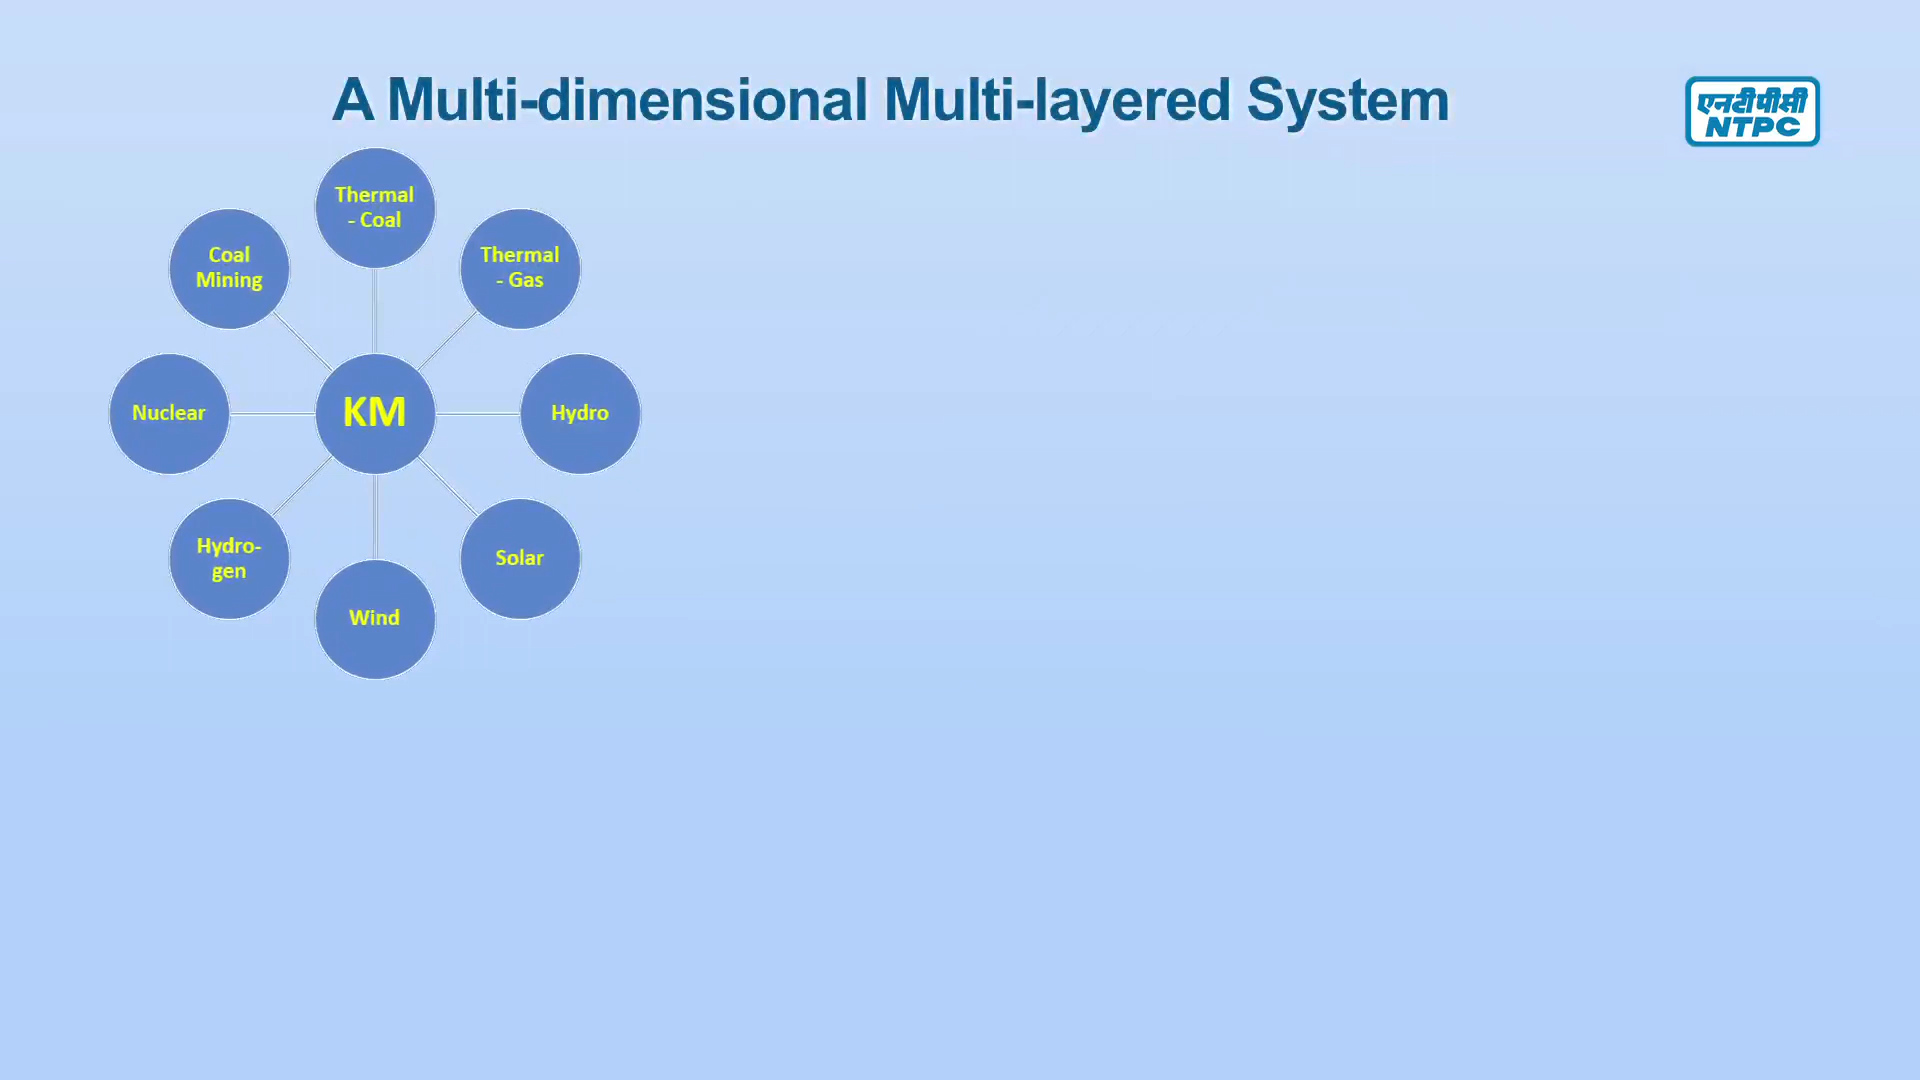 A Multi-dimensional Multi-layered System
एनटीपीसी
NTPC
Thermal
- Coal
Thermal
- Gas
Hydro
Solar
Wind
Hydro-
gen
Nuclear
Coal
Mining
KM